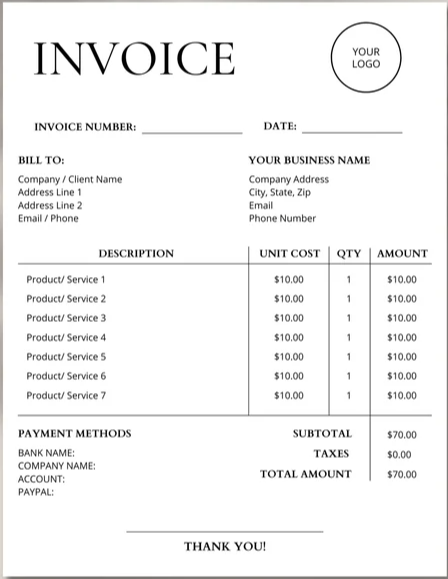 INVOICE
YOUR
LOGO
INVOICE NUMBER:
DATE:
BILL TO:
Company / Client Name
Address Line 1
Address Line 2
Email / Phone
YOUR BUSINESS NAME
Company Address
City, State, Zip
Email
Phone Number
DESCRIPTION UNIT COST QTY AMOUNT
Product/ Service 1 $10.00 1 $10.00
Product/ Service 2 $10.00 1 $10.00
Product/ Service 3 $10.00 1 $10.00
Product/ Service 4 $10.00 1 $10.00
Product/ Service 5 $10.00 1 $10.00
Product/ Service 6 $10.00 1 $10.00
Product/ Service 7 $10.00 1 $10.00
PAYMENT METHODS
BANK NAME:
COMPANY NAME:
ACCOUNT:
PAYPAL:
SUBTOTAL $70.00
TAXES $0.00
TOTAL AMOUNT $70.00
THANK YOU!